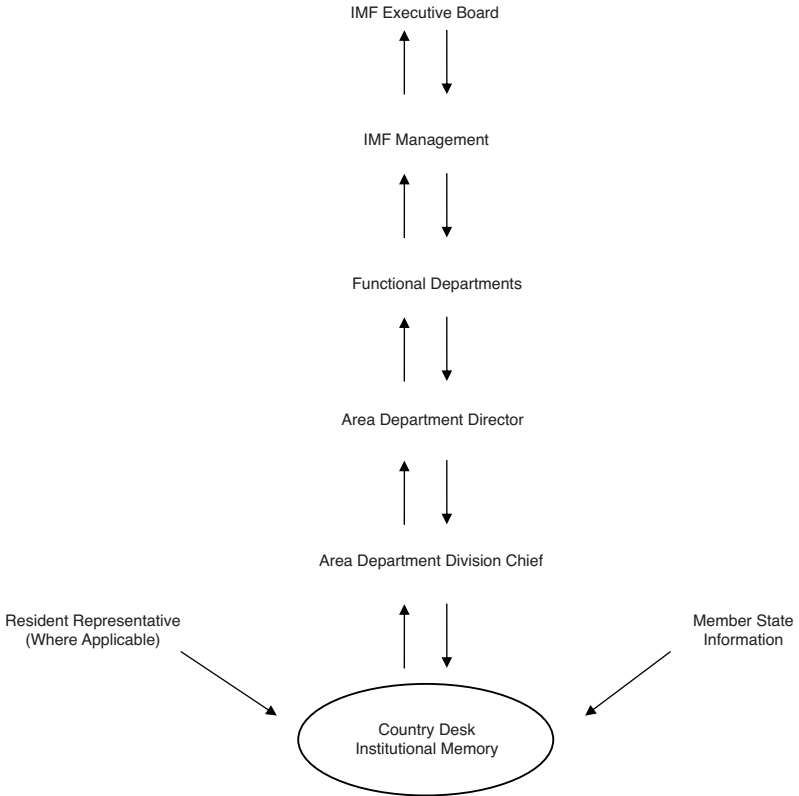 IMF Executive Board
IMF Management
Functional Departments
Area Department Director
Area Department Division Chief
Resident Representative
(Where Applicable)
Member State
Information
Country Desk
Institutional Memory